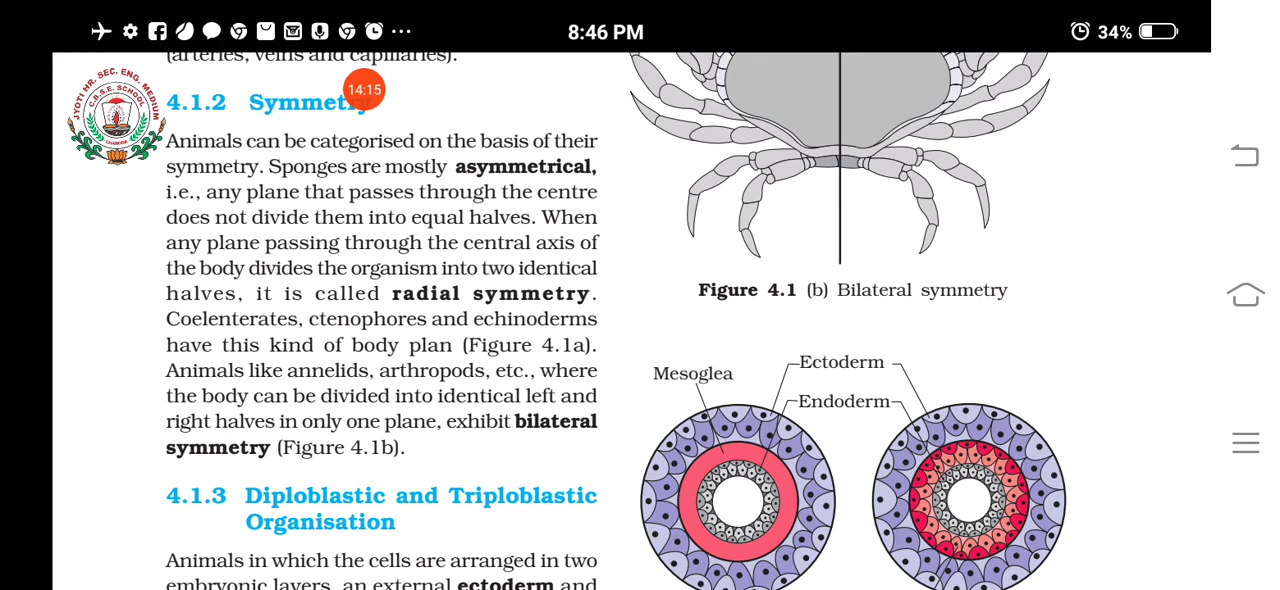 8:46 PM
34%
(arteries, veins and capillaries).
JYOTI HR. SEC. ENG. MEDIUM
C.B.S.E. SCHOOL
14:15
4.1.2 Symmetry
Animals can be categorised on the basis of their
symmetry. Sponges are mostly asymmetrical,
i.e., any plane that passes through the centre
does not divide them into equal halves. When
any plane passing through the central axis of
the body divides the organism into two identical
halves, it is called radial symmetry.
Coelenterates, ctenophores and echinoderms
have this kind of body plan (Figure 4.1a).
Animals like annelids, arthropods, etc., where
the body can be divided into identical left and
right halves in only one plane, exhibit bilateral
symmetry (Figure 4.1b).
4.1.3 Diploblastic and Triploblastic
Organisation
Animals in which the cells are arranged in two
embryonic layers, an external ectoderm and
Figure 4.1 (b) Bilateral symmetry
Mesoglea
Ectoderm
Endoderm